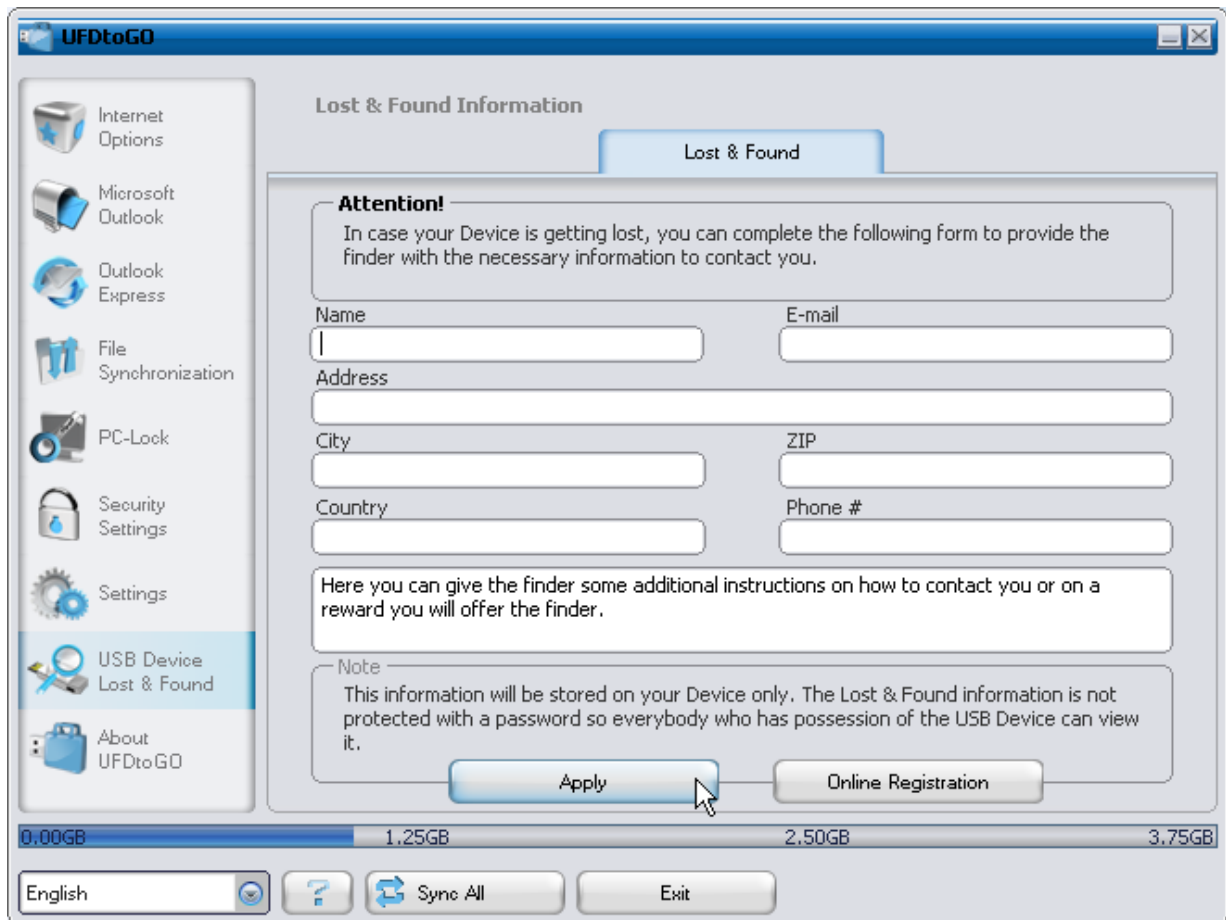 UFDtoGO
Internet
Options
Microsoft
Outlook
Outlook
Express
File
Synchronization
PC-Lock
Security
Settings
Settings
USB Device
Lost & Found
About
UFDtoGO
Lost & Found Information
Lost & Found
Attention!
In case your Device is getting lost, you can complete the following form to provide the
finder with the necessary information to contact you.
Name
E-mail
Address
City
ZIP
Country
Phone #
Here you can give the finder some additional instructions on how to contact you or on a
reward you will offer the finder.
Note
This information will be stored on your Device only. The Lost & Found information is not
protected with a password so everybody who has possession of the USB Device can view
it.
Apply
Online Registration
0.00GB
1.25GB
2.50GB
3.75GB
English
?
Sync All
Exit